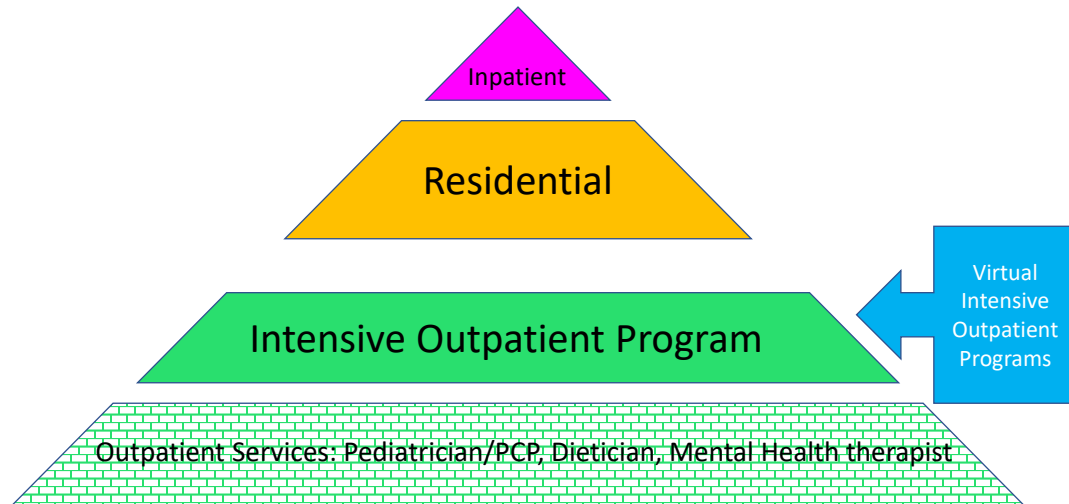 Inpatient
Residential
Virtual
Intensive
Outpatient
Programs
Intensive Outpatient Program
Outpatient Services: Pediatrician/PCP, Dietician, Mental Health therapist